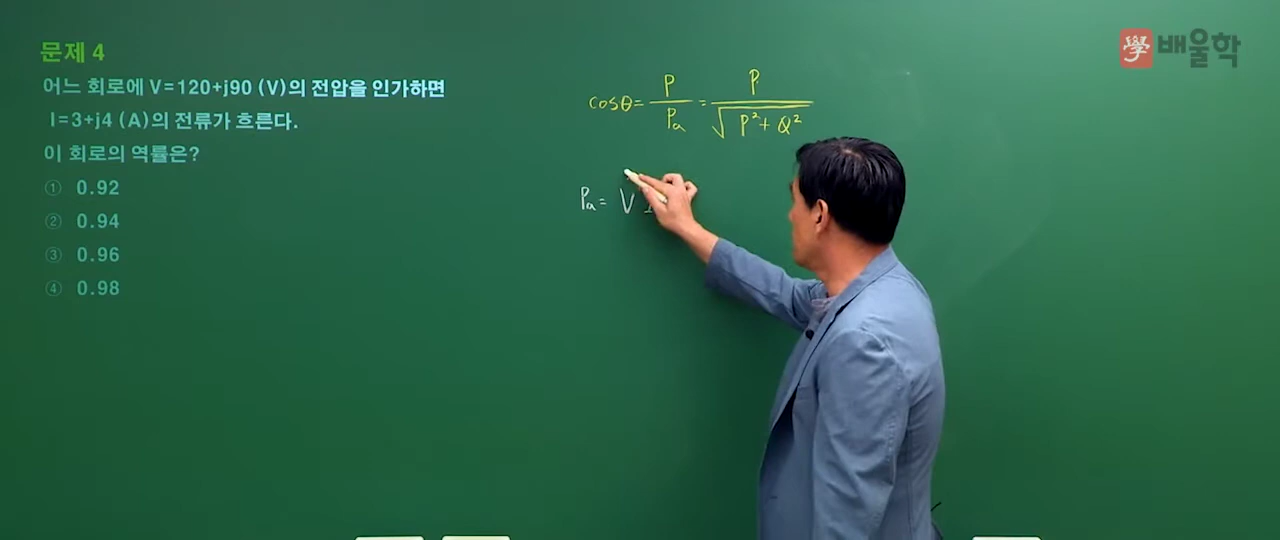 문제 4
어느 회로에 V=120+j90 (V)의 전압을 인가하면
I=3+j4 (A)의 전류가 흐른다.
이 회로의 역률은?
① 0.92
② 0.94
③ 0.96
④ 0.98
cosθ = P / Pa = P / √(P² + Q²)
Pa = V
學 배울학